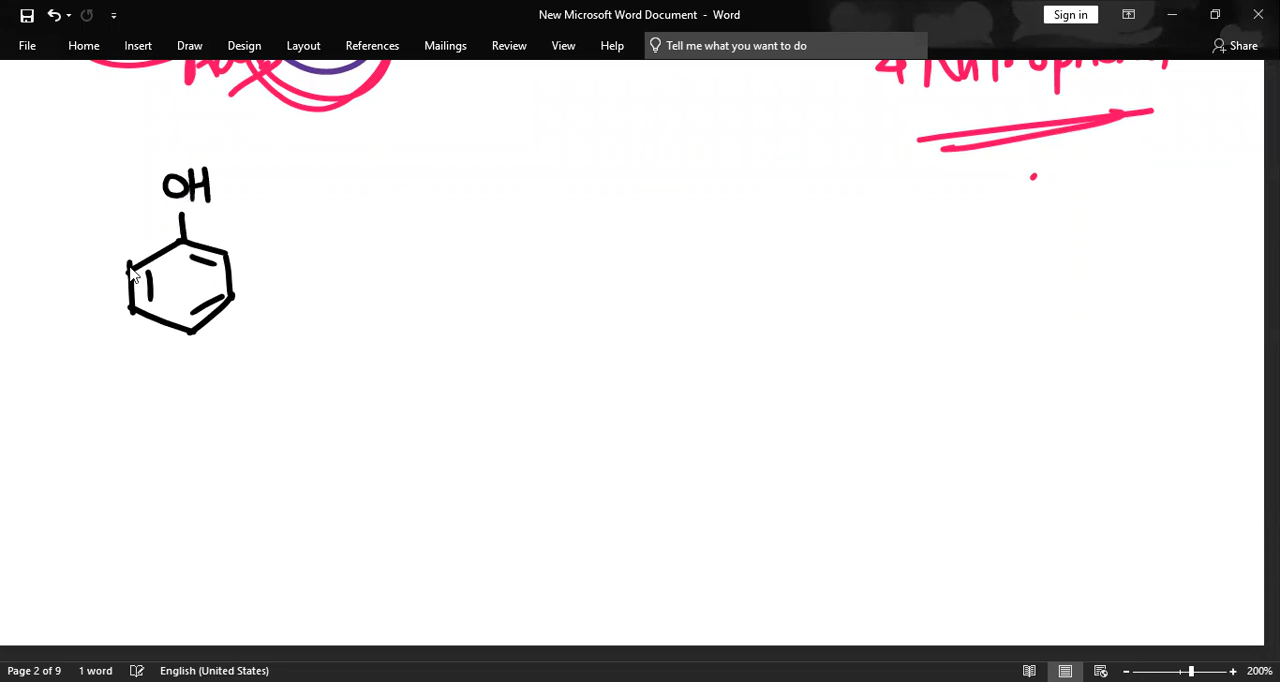 New Microsoft Word Document - Word
Sign in
File Home Insert Draw Design Layout References Mailings Review View Help Tell me what you want to do Share
OH
Page 2 of 9 1 word English (United States) 200%